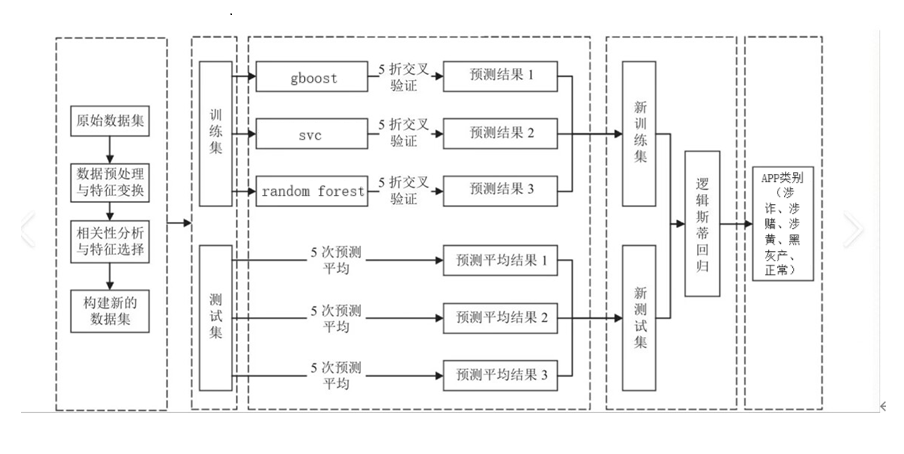 原始数据集
数据预处理
与特征变换
相关性分析
与特征选择
构建新的
数据集
训练集
测试集
gboost
5 折交叉
验证
预测结果 1
svc
5 折交叉
验证
预测结果 2
random forest
5 折交叉
验证
预测结果 3
5 次预测
平均
预测平均结果 1
5 次预测
平均
预测平均结果 2
5 次预测
平均
预测平均结果 3
新训练集
新测试集
逻辑斯蒂回归
APP类别
（涉
诈、涉
赌、涉
黄、黑
灰产、
正常）